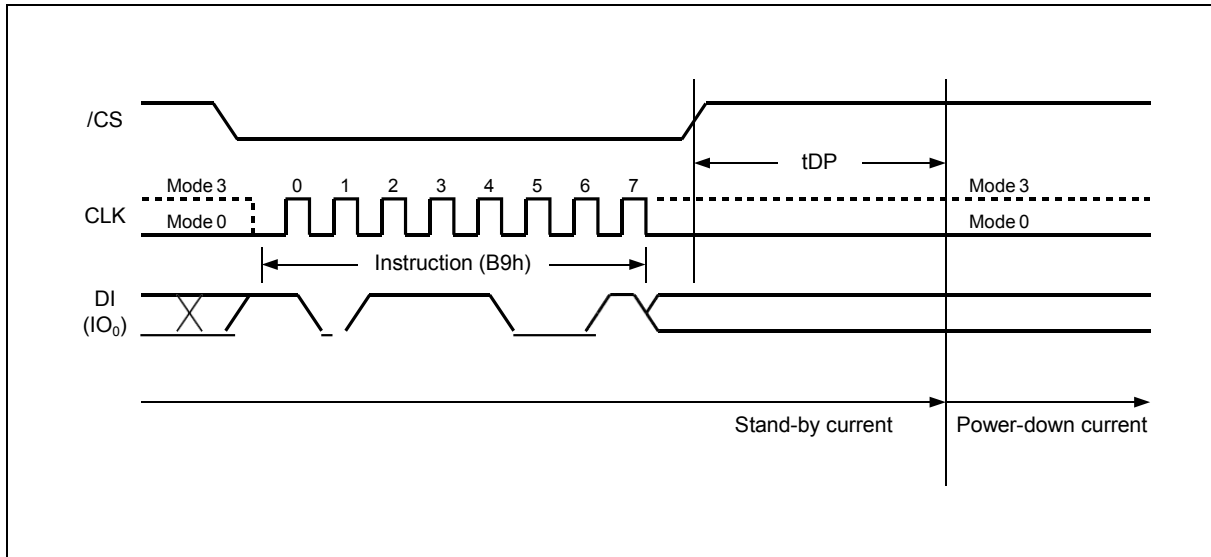 /CS
tDP
Mode 3
0 1 2 3 4 5 6 7
Mode 3
CLK
Mode 0
Mode 0
Instruction (B9h)
DI
(IO₀)
Stand-by current
Power-down current